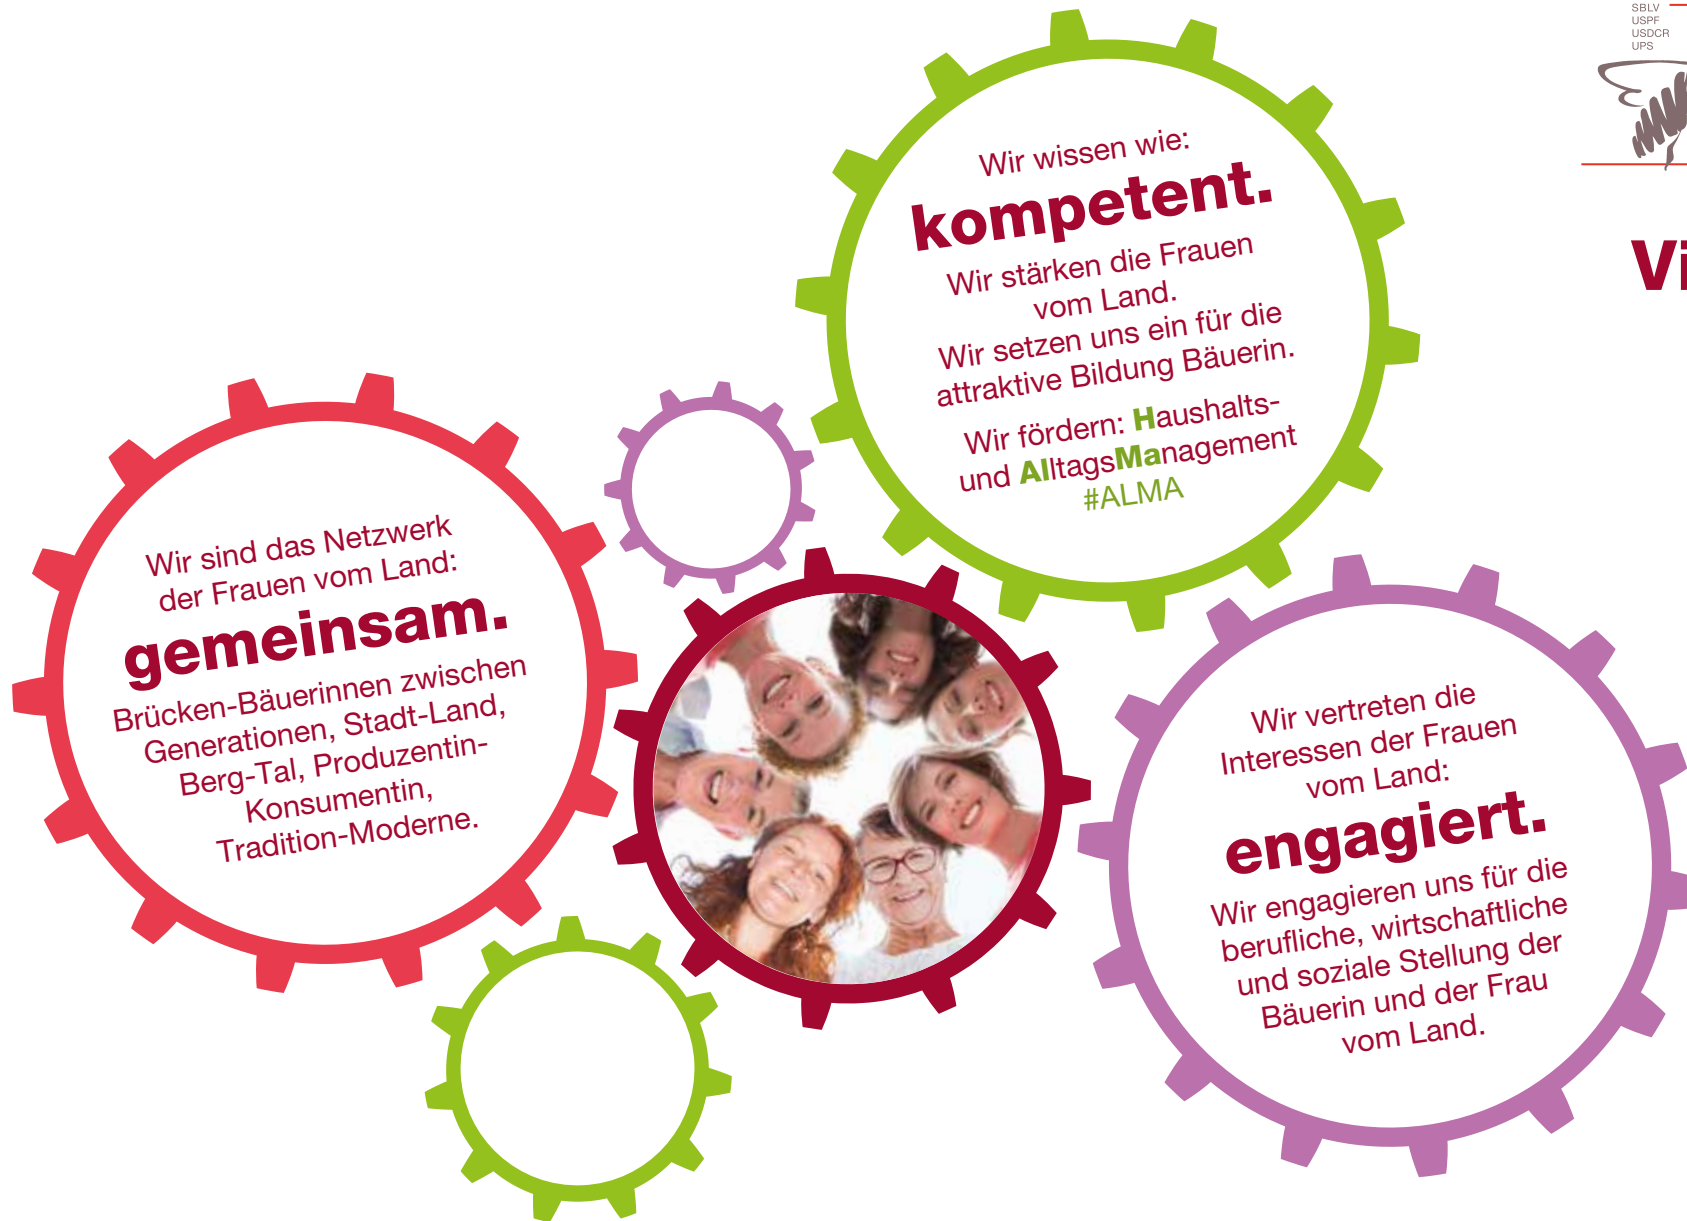 SBLV
USPF
USDCR
UPS
Vi
Wir wissen wie:
kompetent.
Wir stärken die Frauen
vom Land.
Wir setzen uns ein für die
attraktive Bildung Bäuerin.
Wir fördern: Haushalts-
und AlltagsManagement
#ALMA
Wir sind das Netzwerk
der Frauen vom Land:
gemeinsam.
Brücken-Bäuerinnen zwischen
Generationen, Stadt-Land,
Berg-Tal, Produzentin-
Konsumentin,
Tradition-Moderne.
Wir vertreten die
Interessen der Frauen
vom Land:
engagiert.
Wir engagieren uns für die
berufliche, wirtschaftliche
und soziale Stellung der
Bäuerin und der Frau
vom Land.